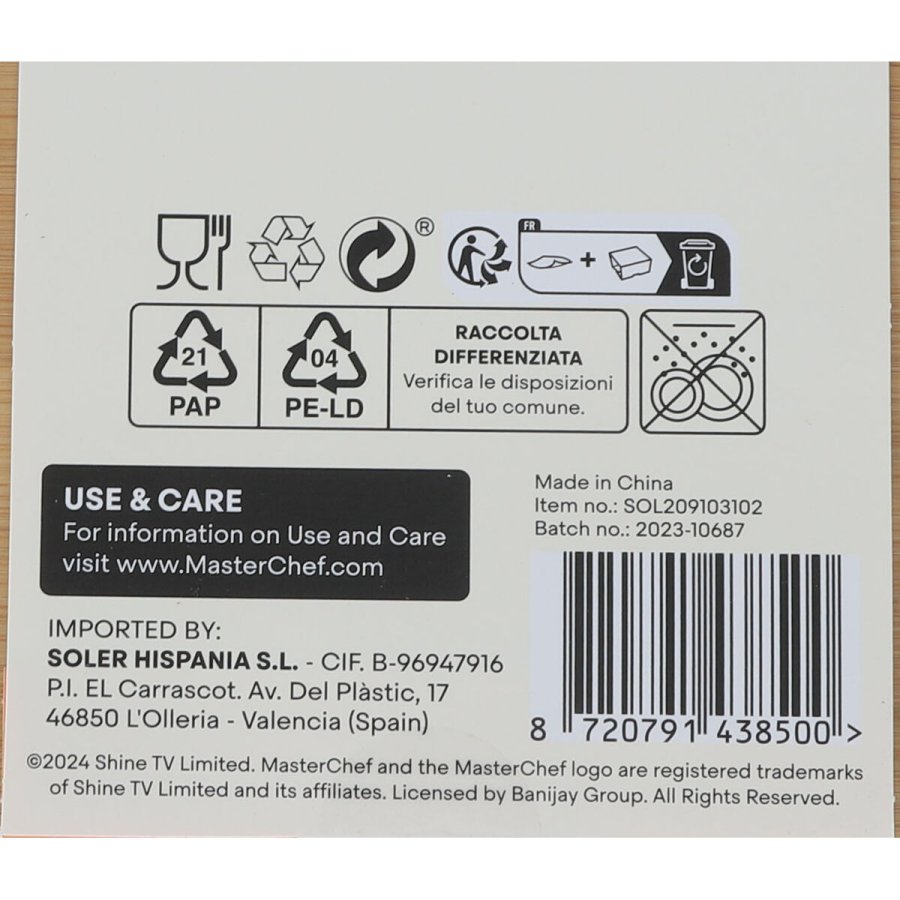 ®
FR
21
PAP
04
PE-LD
RACCOLTA
DIFFERENZIATA
Verifica le disposizioni
del tuo comune.
USE & CARE
For information on Use and Care
visit www.MasterChef.com
Made in China
Item no.: SOL209103102
Batch no.: 2023-10687
8 720791 438500 >
IMPORTED BY:
SOLER HISPANIA S.L. - CIF. B-96947916
P.I. EL Carrascot. Av. Del Plàstic, 17
46850 L'Olleria - Valencia (Spain)
©2024 Shine TV Limited. MasterChef and the MasterChef logo are registered trademarks
of Shine TV Limited and its affiliates. Licensed by Banijay Group. All Rights Reserved.